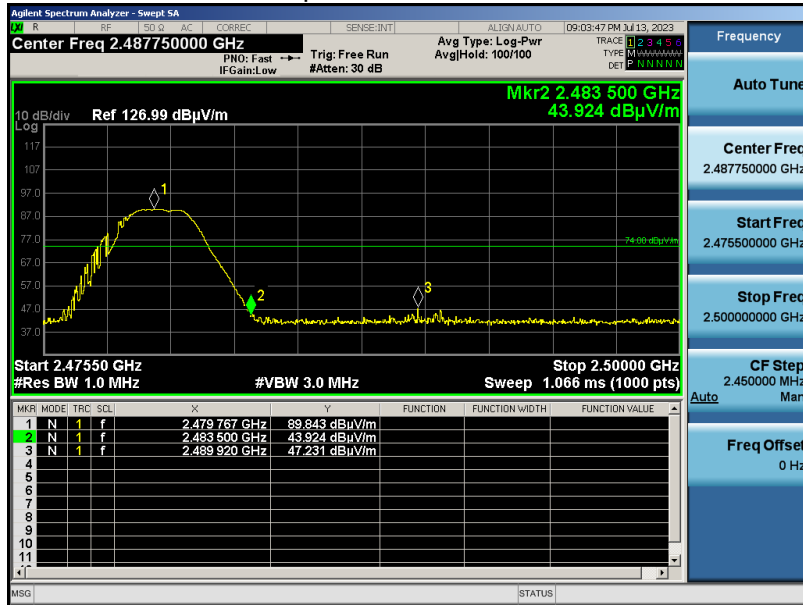 Agilent Spectrum Analyzer - Swept SA
LXI R RF 50 Ω AC CORREC SENSE:INT ALIGN AUTO 09:03:47 PM Jul 13, 2023
Center Freq 2.487750000 GHz
PNO: Fast
IFGain:Low
Trig: Free Run
#Atten: 30 dB
Avg Type: Log-Pwr
Avg|Hold: 100/100
TRACE 1 2 3 4 5 6
TYPE M
DET P N N N N N
Mkr2 2.483 500 GHz
43.924 dBµV/m
10 dB/div Ref 126.99 dBµV/m
Log
117
107
97.0
87.0
77.0
67.0
57.0
47.0
37.0
1
2
3
74.00 dBµV/m
Start 2.47550 GHz Stop 2.50000 GHz
#Res BW 1.0 MHz #VBW 3.0 MHz Sweep 1.066 ms (1000 pts)
MKR MODE TRC SCL X Y FUNCTION FUNCTION WIDTH FUNCTION VALUE
1 N 1 f 2.479 767 GHz 89.843 dBµV/m
2 N 1 f 2.483 500 GHz 43.924 dBµV/m
3 N 1 f 2.489 920 GHz 47.231 dBµV/m
4
5
6
7
8
9
10
11
MSG STATUS
Frequency
Auto Tune
Center Freq
2.487750000 GHz
Start Freq
2.475500000 GHz
Stop Freq
2.500000000 GHz
CF Step
2.450000 MHz
Auto Man
Freq Offset
0 Hz